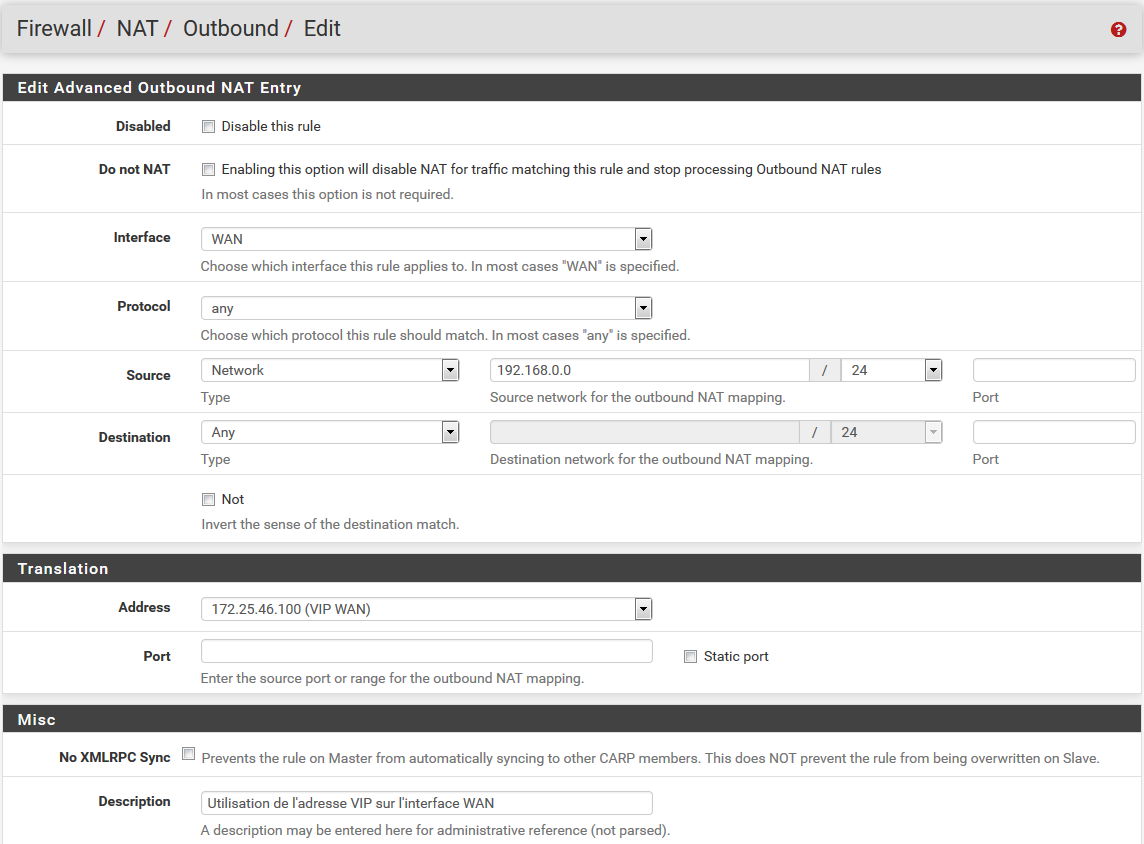 Firewall / NAT / Outbound / Edit
?
Edit Advanced Outbound NAT Entry
Disabled Disable this rule
Do not NAT Enabling this option will disable NAT for traffic matching this rule and stop processing Outbound NAT rules
In most cases this option is not required.
Interface WAN
Choose which interface this rule applies to. In most cases "WAN" is specified.
Protocol any
Choose which protocol this rule should match. In most cases "any" is specified.
Source Network 192.168.0.0 / 24
Type Source network for the outbound NAT mapping. Port
Destination Any / 24
Type Destination network for the outbound NAT mapping. Port
Not
Invert the sense of the destination match.
Translation
Address 172.25.46.100 (VIP WAN)
Port Static port
Enter the source port or range for the outbound NAT mapping.
Misc
No XMLRPC Sync Prevents the rule on Master from automatically syncing to other CARP members. This does NOT prevent the rule from being overwritten on Slave.
Description Utilisation de l'adresse VIP sur l'interface WAN
A description may be entered here for administrative reference (not parsed).